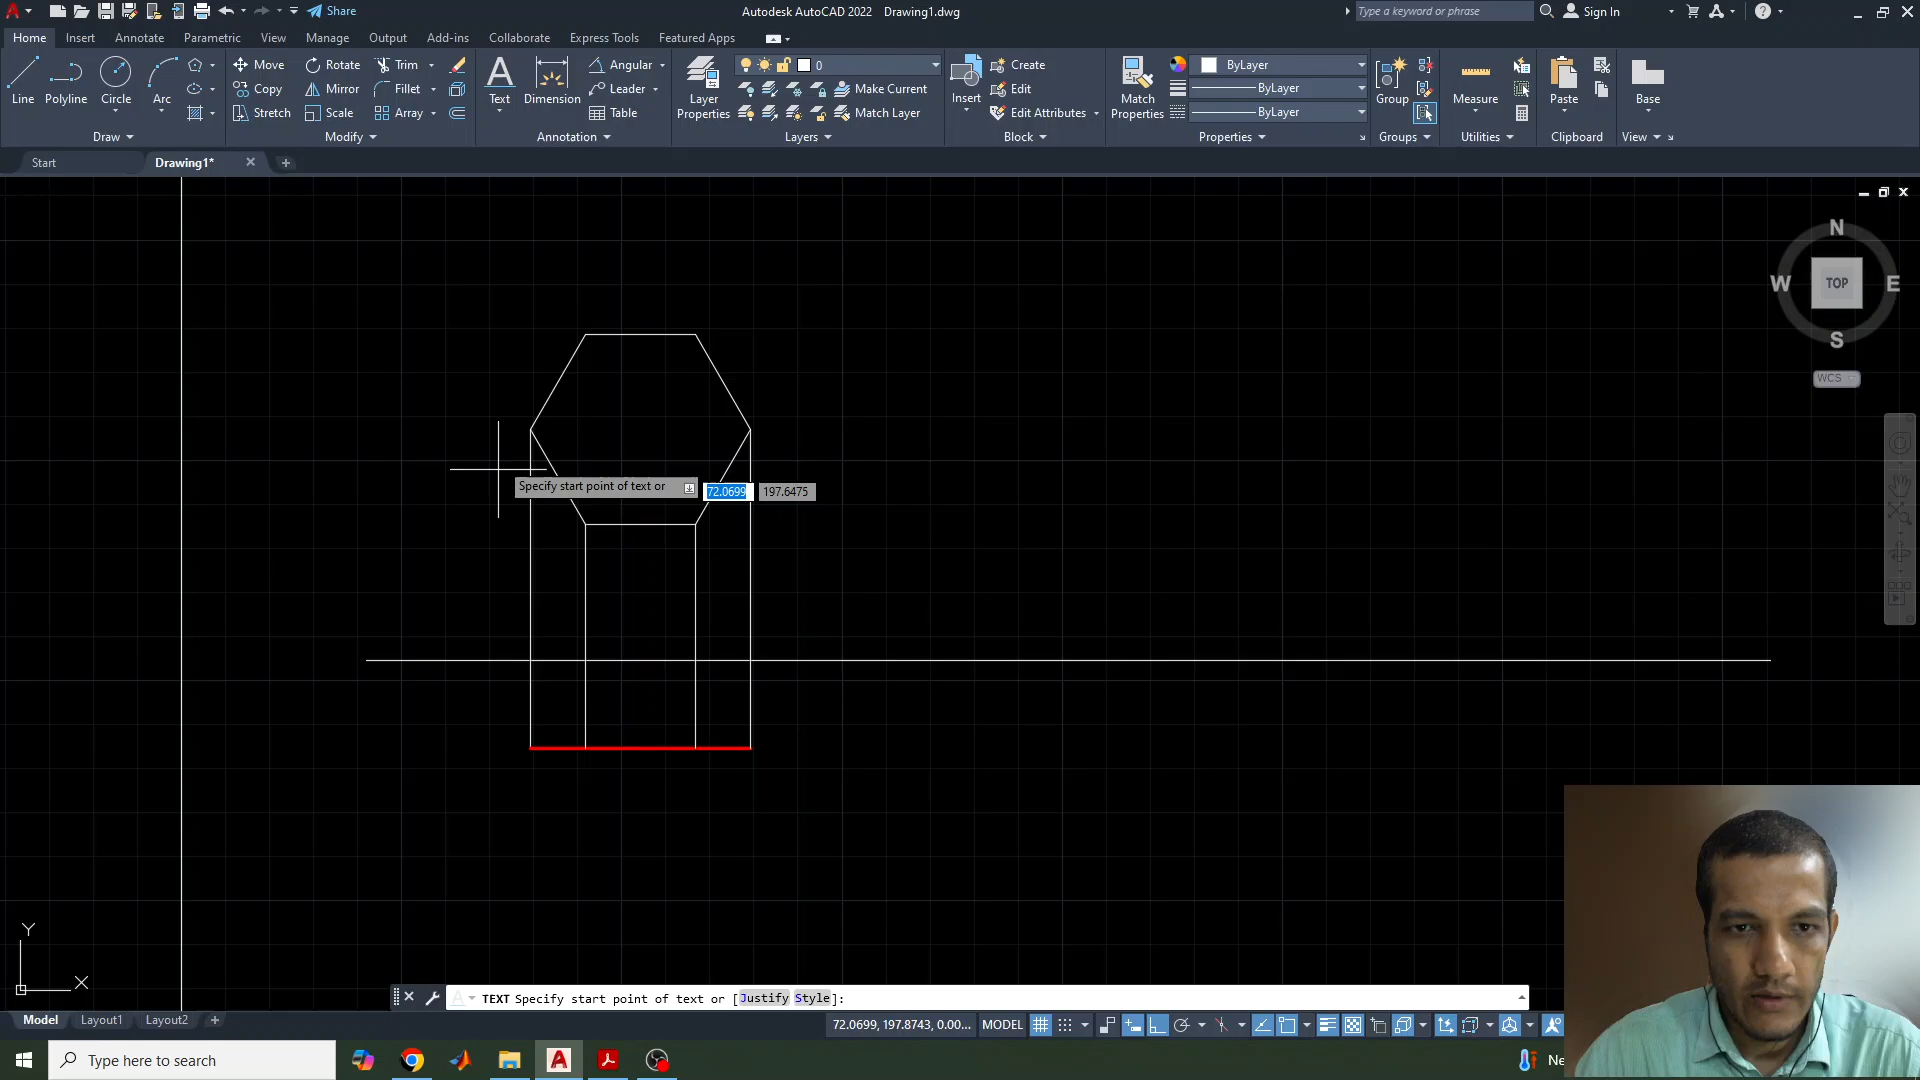 Share
Autodesk AutoCAD 2022 Drawing1.dwg
Type a keyword or phrase
Sign In
Home Insert Annotate Parametric View Manage Output Add-ins Collaborate Express Tools Featured Apps
Line Polyline Circle Arc
Move Rotate Trim
Copy Mirror Fillet
Stretch Scale Array
Text Dimension
Angular
Leader
Table
Layer Properties
0
Make Current
Match Layer
Insert
Create
Edit
Edit Attributes
Match Properties
ByLayer
ByLayer
ByLayer
Group
Measure
Paste
Base
Draw Modify Annotation Layers Block Properties Groups Utilities Clipboard View
Start Drawing1*
N
W TOP E
S
WCS
Specify start point of text or 72.0699 197.6475
Y
X
TEXT Specify start point of text or [Justify Style]:
Model Layout1 Layout2
72.0699, 197.8743, 0.00... MODEL
Type here to search
Ne